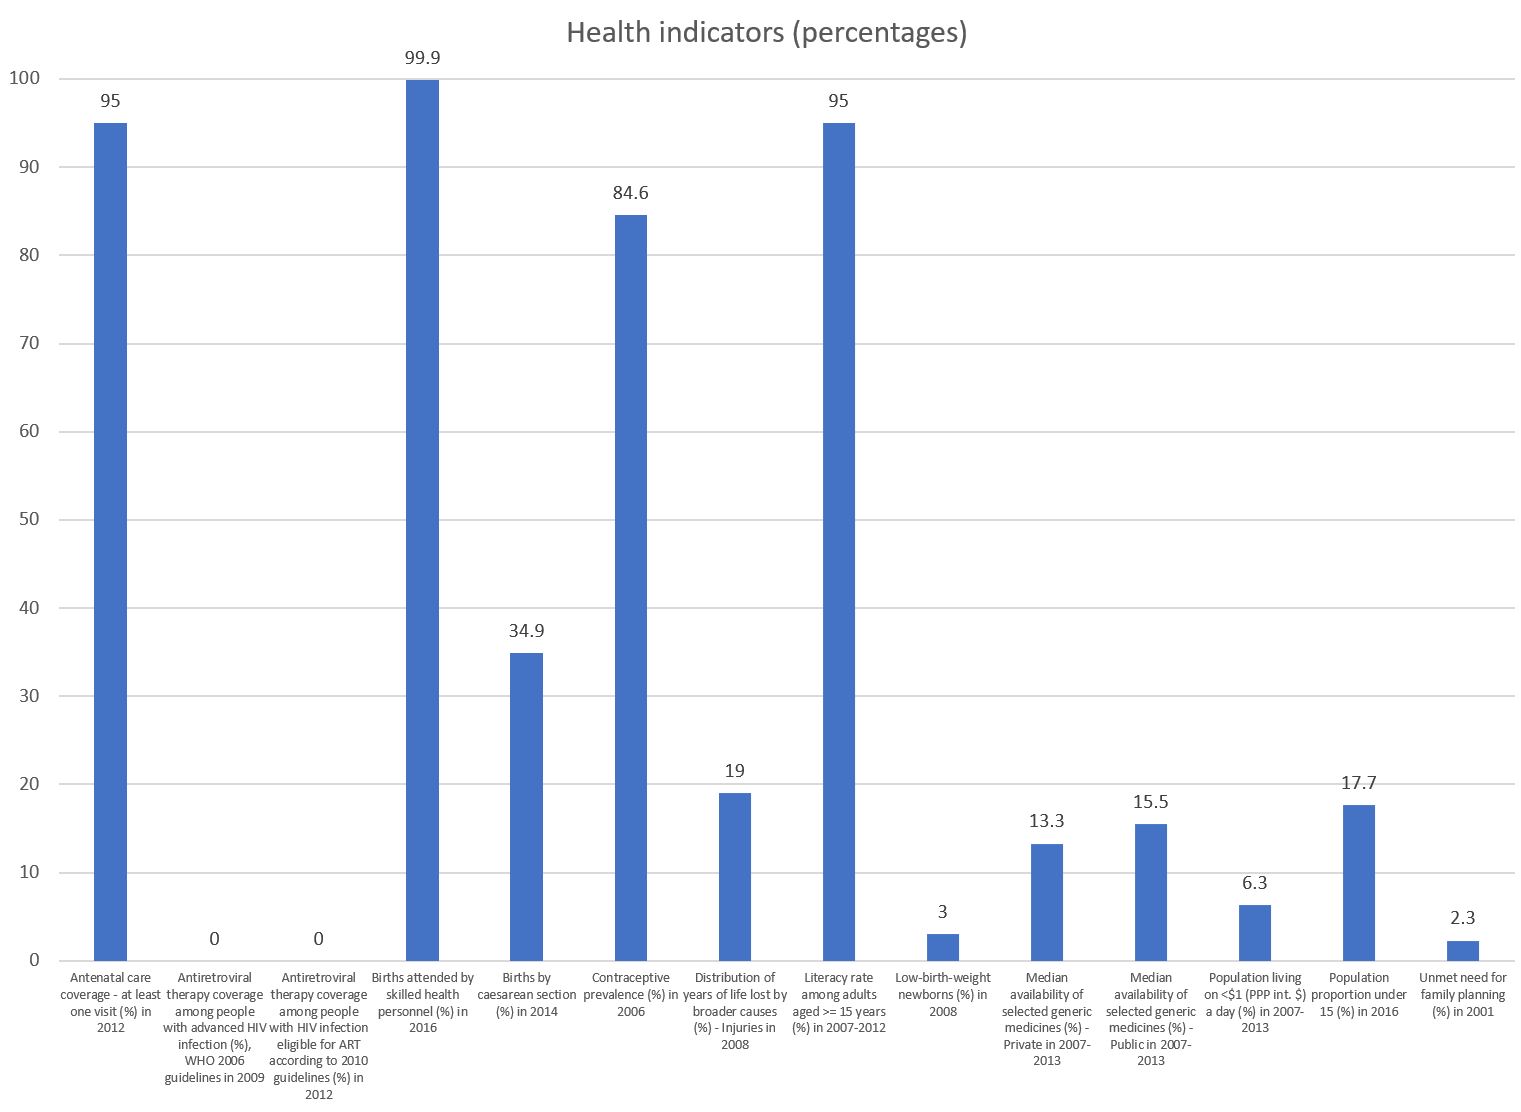 Health indicators (percentages)
100
90
80
70
60
50
40
30
20
10
0
95
0
0
99.9
34.9
84.6
19
95
3
13.3
15.5
6.3
17.7
2.3
Antenatal care
coverage - at least
one visit (%) in
2012
Antiretroviral
therapy coverage
among people
with advanced HIV
infection (%),
WHO 2006
guidelines in 2009
Antiretroviral
therapy coverage
among people
with HIV infection
eligible for ART
according to 2010
guidelines (%) in
2012
Births attended by
skilled health
personnel (%) in
2016
Births by
caesarean section
(%) in 2014
Contraceptive
prevalence (%) in
2006
Distribution of
years of life lost by
broader causes
(%) - Injuries in
2008
Literacy rate
among adults
aged >= 15 years
(%) in 2007-2012
Low-birth-weight
newborns (%) in
2008
Median
availability of
selected generic
medicines (%) -
Private in 2007-
2013
Median
availability of
selected generic
medicines (%) -
Public in 2007-
2013
Population living
on <$1 (PPP int. $)
a day (%) in 2007-
2013
Population
proportion under
15 (%) in 2016
Unmet need for
family planning
(%) in 2001